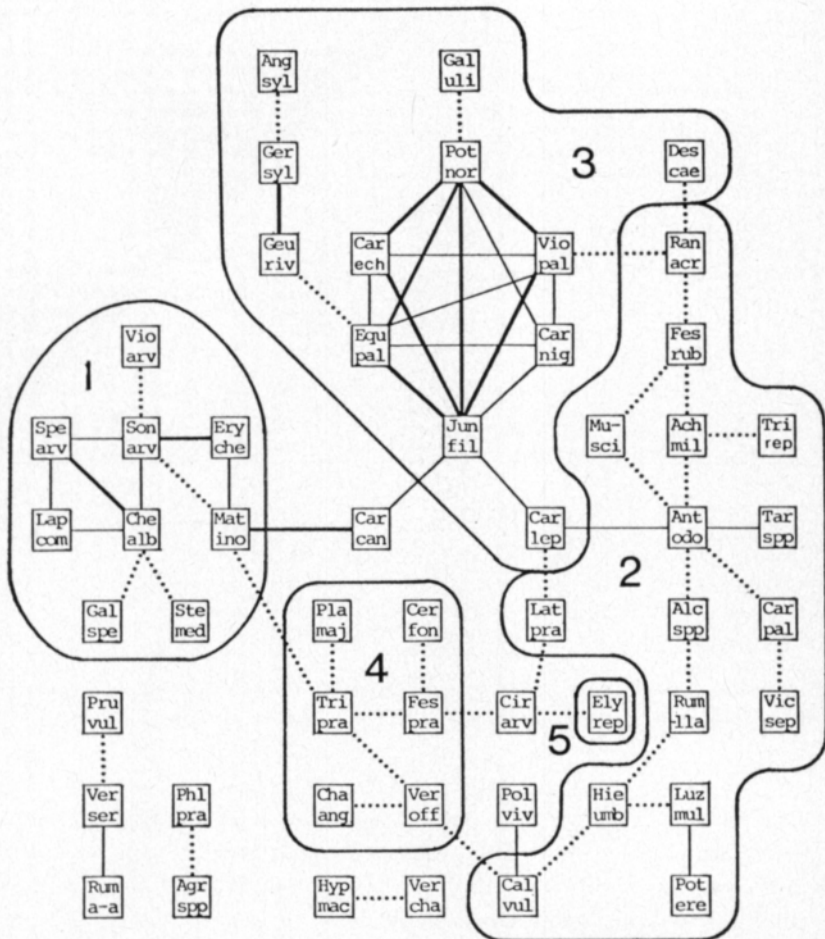 Ang
syl
Gal
uli
Ger
syl
Pot
nor
3
Des
cae
Geu
riv
Car
ech
Vio
pal
Ran
acr
Vio
arv
1
Equ
pal
Car
nig
Fes
rub
Spe
arv
Son
arv
Ery
che
Jun
fil
Mu-
sci
Ach
mil
Tri
rep
Lap
com
Che
alb
Mat
ino
Car
can
Car
lep
Ant
odo
Tar
spp
2
Gal
spe
Ste
med
Pla
maj
Cer
fon
Lat
pra
Alc
spp
Car
pal
4
Pru
vul
Tri
pra
Fes
pra
Cir
arv
Ely
rep
Rum
-lla
Vic
sep
5
Ver
ser
Phl
pra
Cha
ang
Ver
off
Pol
viv
Hie
umb
Luz
mul
Rum
a-a
Agr
spp
Hyp
mac
Ver
cha
Cal
vul
Pot
ere